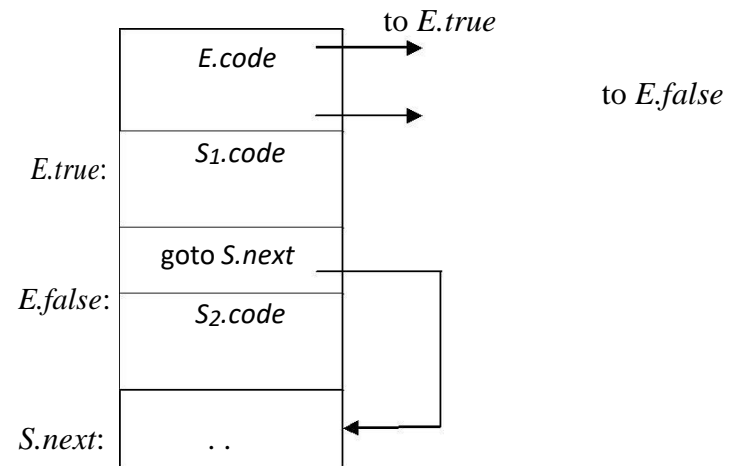 to E.true
E.code
to E.false
S1.code
E.true:
goto S.next
E.false:
S2.code
S.next:
. .